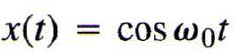 x(t) = cos ω₀t